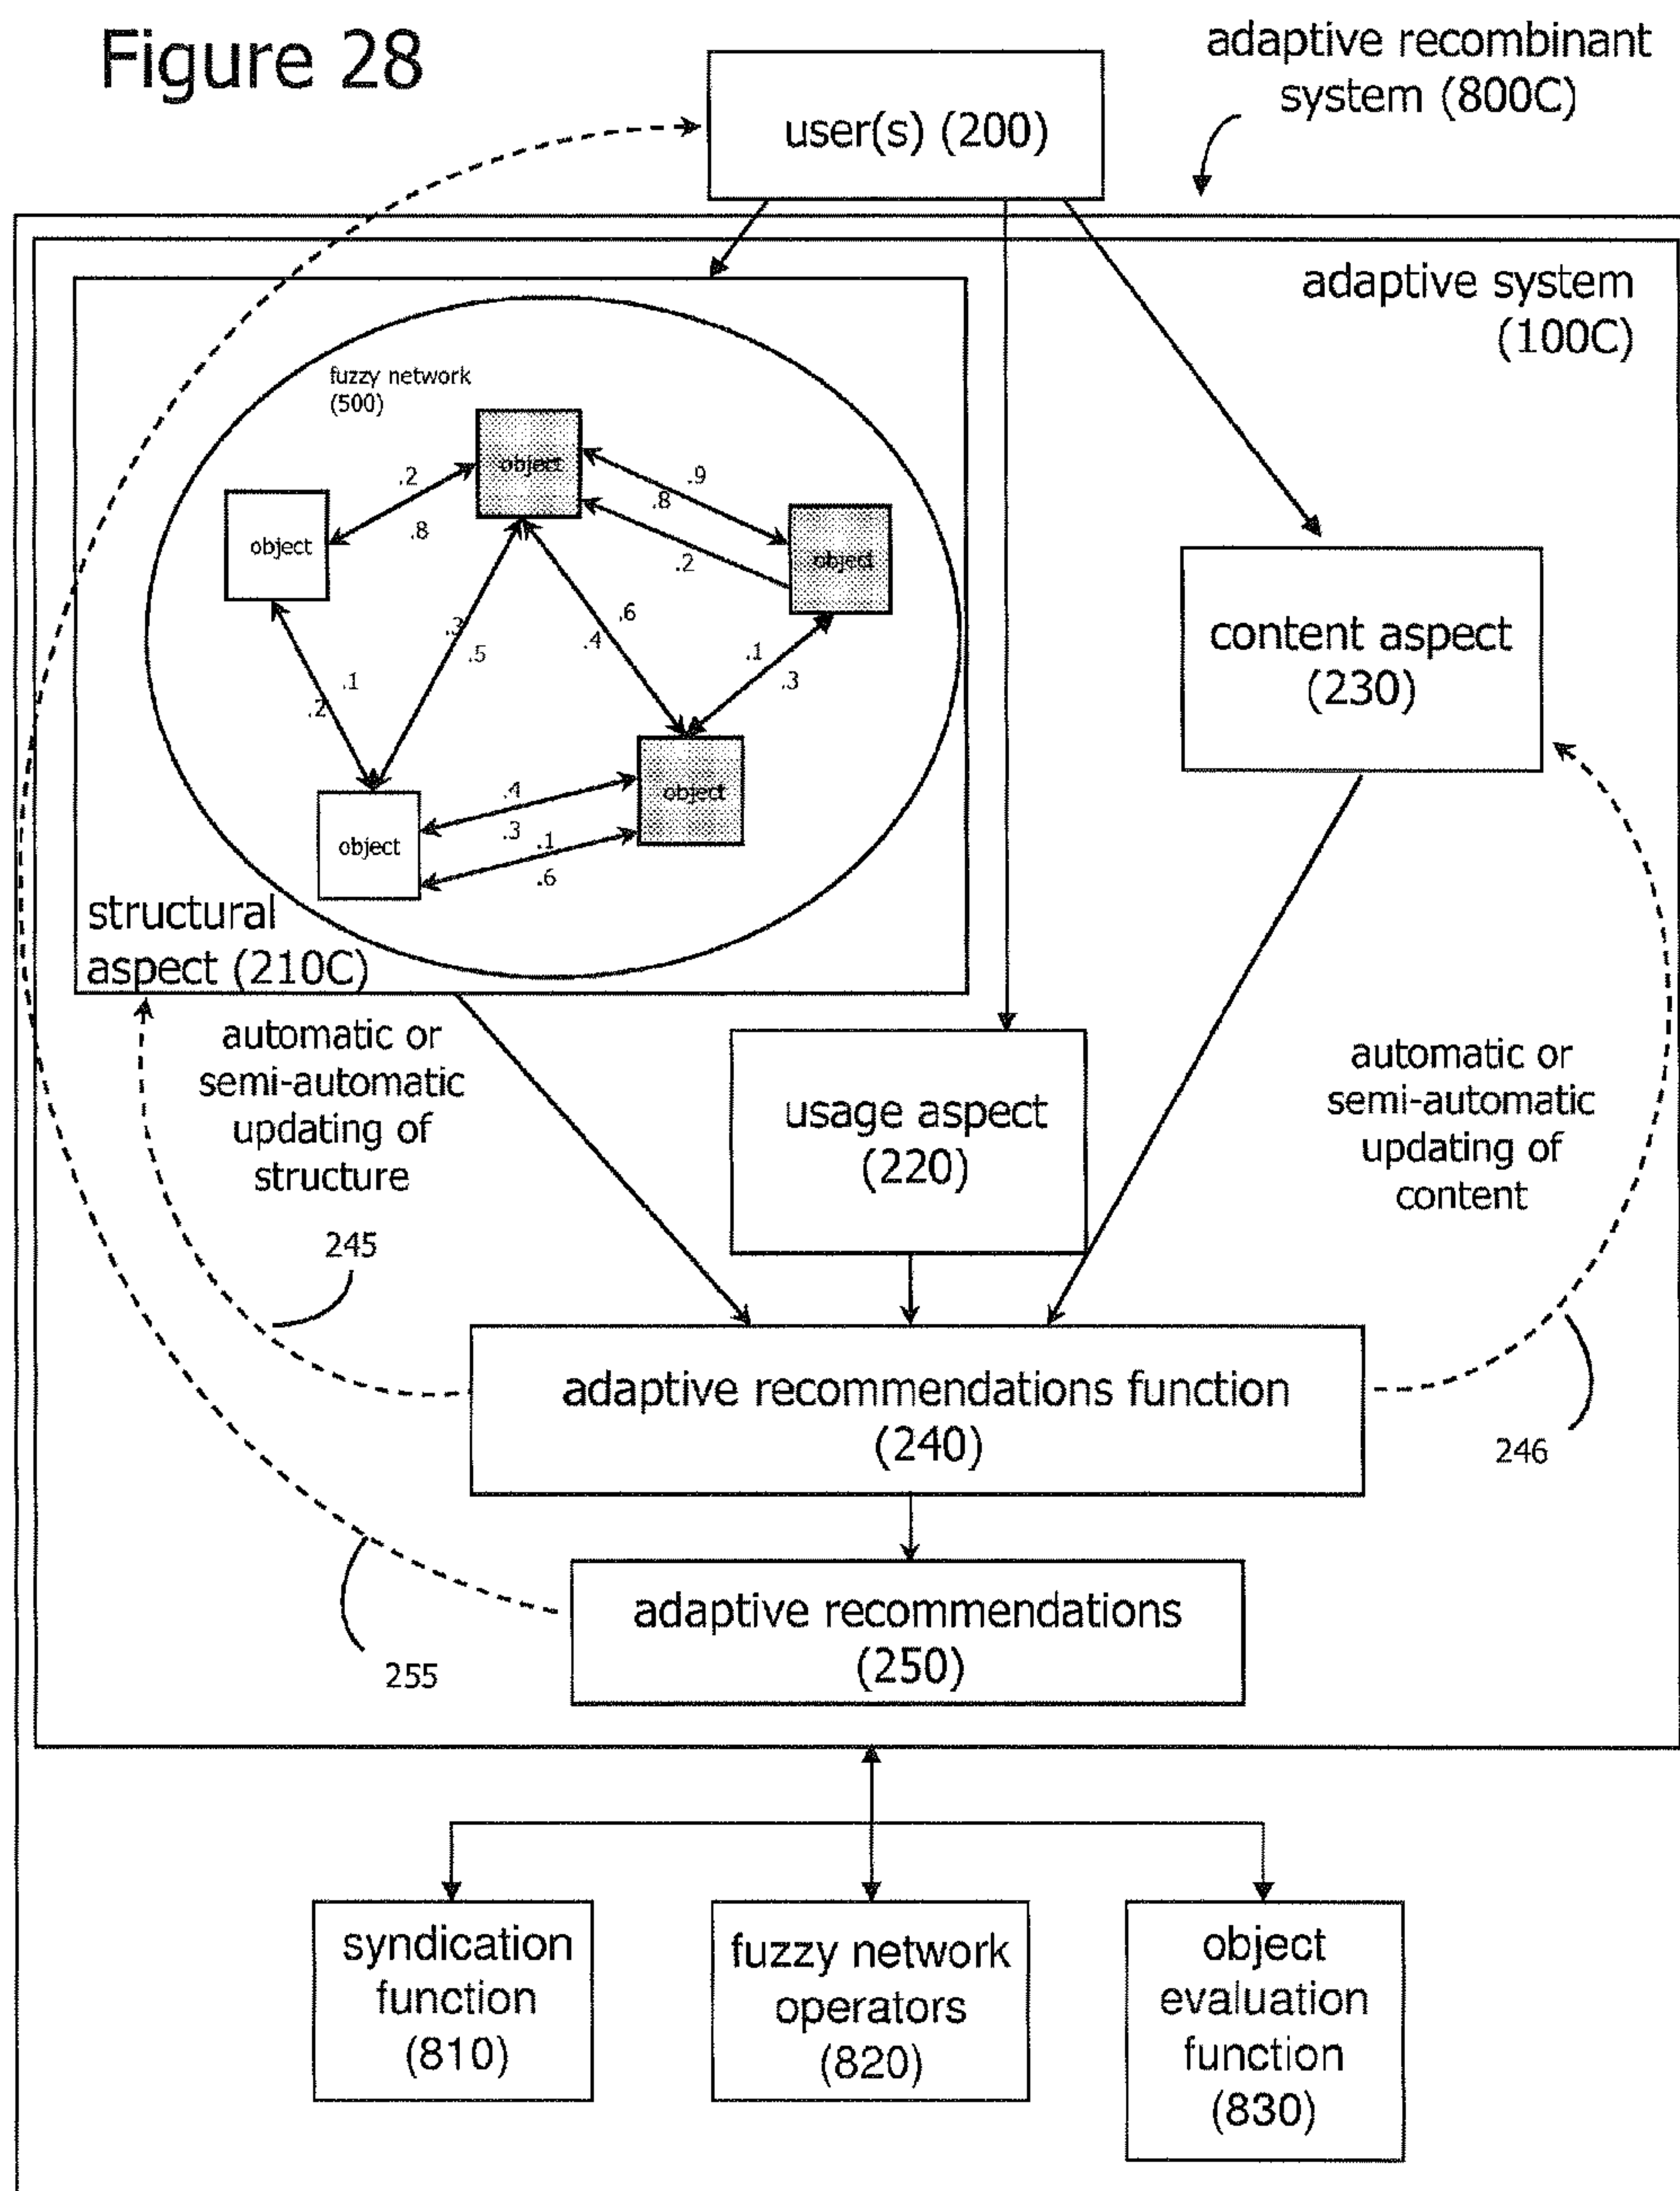 Figure 28
adaptive recombinant
system (800C)
user(s) (200)
adaptive system
(100C)
fuzzy network
(500)
object
.2
.8
object
.9
.8
.2
object
.1
.2
.3
.5
.6
.4
.1
.3
object
.4
.3
.1
.6
object
content aspect
(230)
structural
aspect (210C)
automatic or
semi-automatic
updating of
structure
245
usage aspect
(220)
automatic or
semi-automatic
updating of
content
246
adaptive recommendations function
(240)
adaptive recommendations
(250)
255
syndication
function
(810)
fuzzy network
operators
(820)
object
evaluation
function
(830)